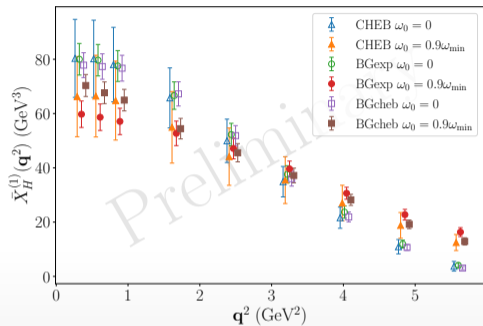 CHEB ω₀ = 0
CHEB ω₀ = 0.9ω_min
BGexp ω₀ = 0
BGexp ω₀ = 0.9ω_min
BGcheb ω₀ = 0
BGcheb ω₀ = 0.9ω_min
Preliminary
X̄_H^(1)(q²) (GeV³)
80
60
40
20
0
0 1 2 3 4 5
q² (GeV²)